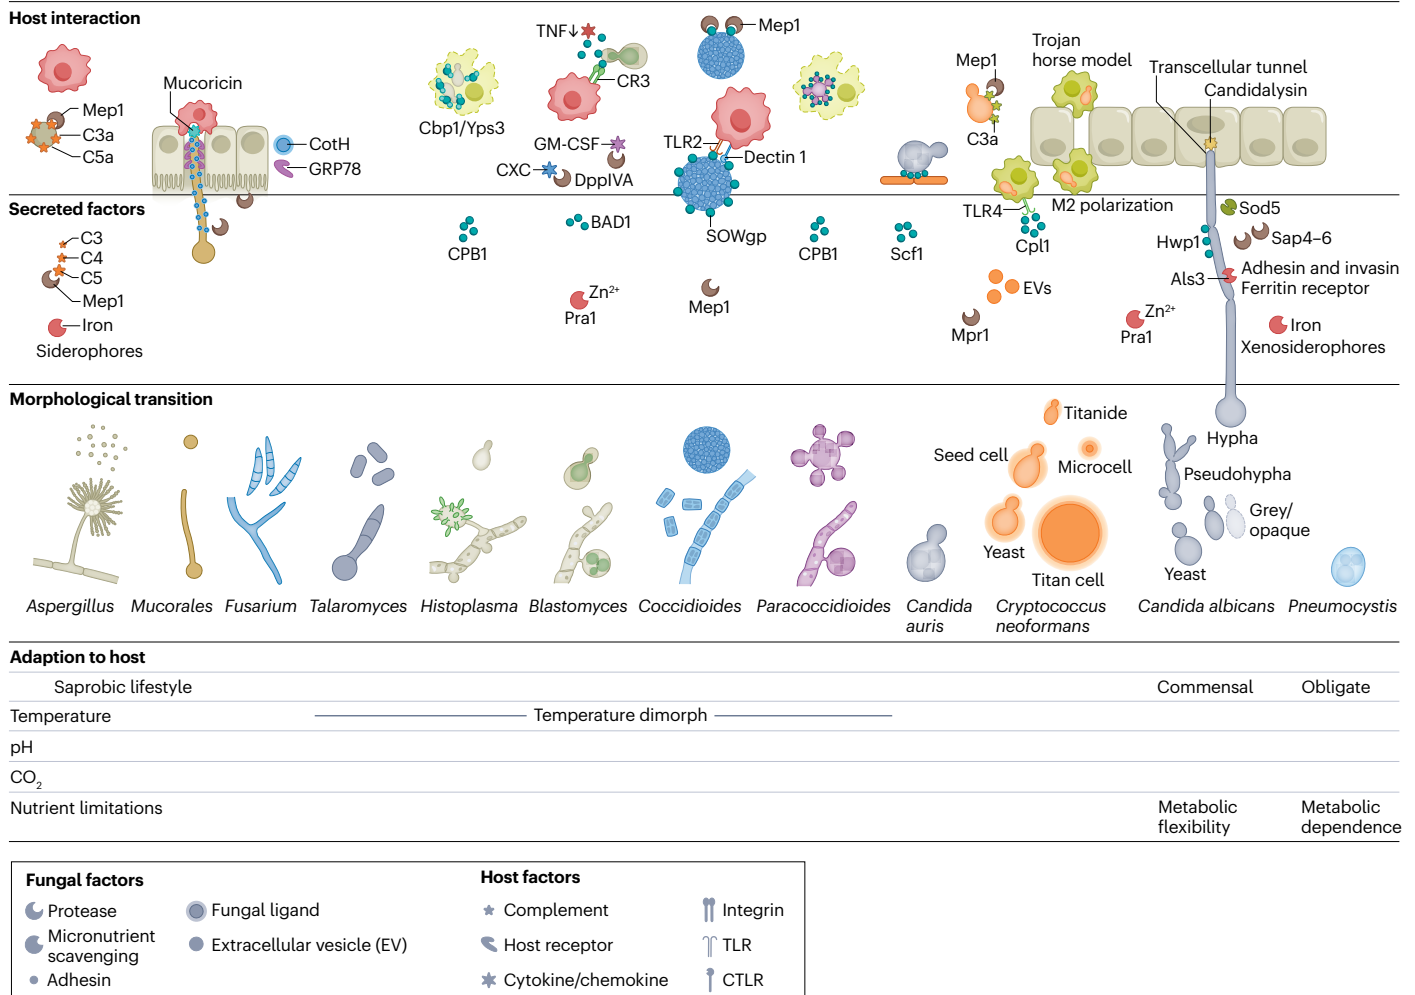 Host interaction
Mep1
C3a
C5a
Mucoricin
CotH
GRP78
Cbp1/Yps3
TNF↓
CR3
GM-CSF
CXC
DppIVA
Mep1
TLR2
Dectin 1
SOWgp
Mep1
C3a
Trojan
horse model
TLR4
M2 polarization
Transcellular tunnel
Candidalysin
Secreted factors
C3
C4
C5
Mep1
Iron
Siderophores
CPB1
BAD1
Zn²⁺
Pra1
Mep1
CPB1
Scf1
Cpl1
EVs
Mpr1
Sod5
Hwp1
Sap4–6
Als3
Adhesin and invasin
Ferritin receptor
Zn²⁺
Pra1
Iron
Xenosiderophores
Morphological transition
Titanide
Seed cell
Microcell
Yeast
Titan cell
Hypha
Pseudohypha
Grey/
opaque
Yeast
Aspergillus
Mucorales
Fusarium
Talaromyces
Histoplasma
Blastomyces
Coccidioides
Paracoccidioides
Candida
auris
Cryptococcus
neoformans
Candida albicans
Pneumocystis
Adaption to host
Saprobic lifestyle
Commensal
Obligate
Temperature
Temperature dimorph
pH
CO₂
Nutrient limitations
Metabolic
flexibility
Metabolic
dependence
Fungal factors
Protease
Micronutrient
scavenging
Adhesin
Fungal ligand
Extracellular vesicle (EV)
Host factors
Complement
Host receptor
Cytokine/chemokine
Integrin
TLR
CTLR